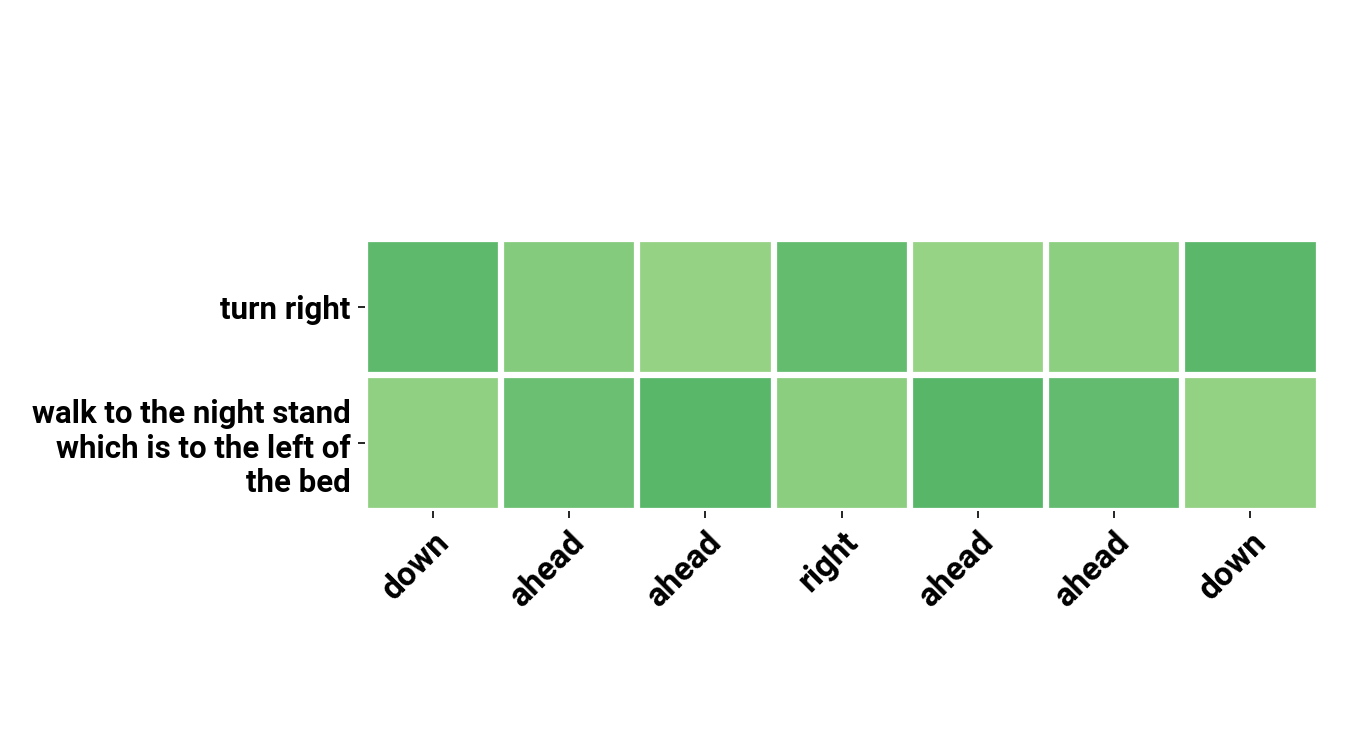 turn right
walk to the night stand
which is to the left of
the bed
down
ahead
ahead
right
ahead
ahead
down